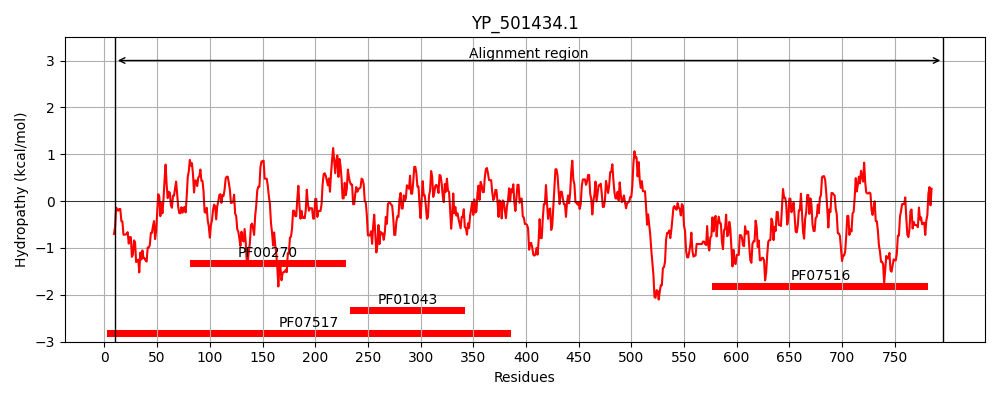 YP_501434.1
Alignment region
Hydropathy (kcal/mol)
3
2
1
0
−1
−2
−3
PF00270
PF07516
PF01043
PF07517
0 50 100 150 200 250 300 350 400 450 500 550 600 650 700 750
Residues